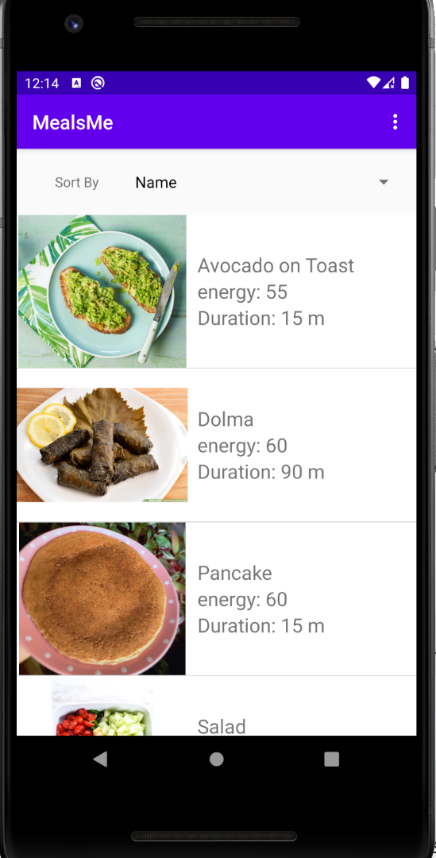 12:14
MealsMe
Sort By Name
Avocado on Toast
energy: 55
Duration: 15 m
Dolma
energy: 60
Duration: 90 m
Pancake
energy: 60
Duration: 15 m
Salad